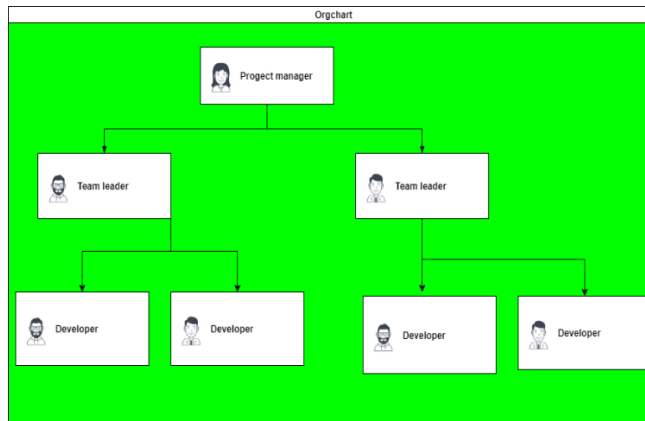 Orgchart
Progect manager
Team leader
Team leader
Developer
Developer
Developer
Developer